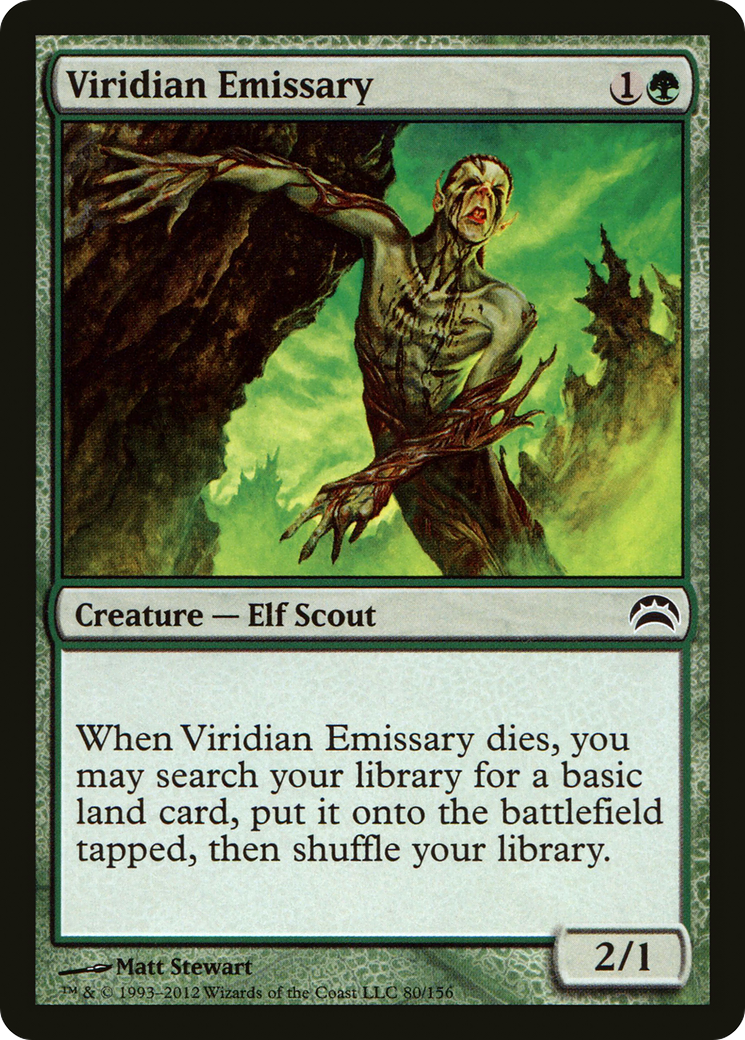 Viridian Emissary
1
Creature — Elf Scout
When Viridian Emissary dies, you
may search your library for a basic
land card, put it onto the battlefield
tapped, then shuffle your library.
2/1
Matt Stewart
™ & © 1993–2012 Wizards of the Coast LLC 80/156